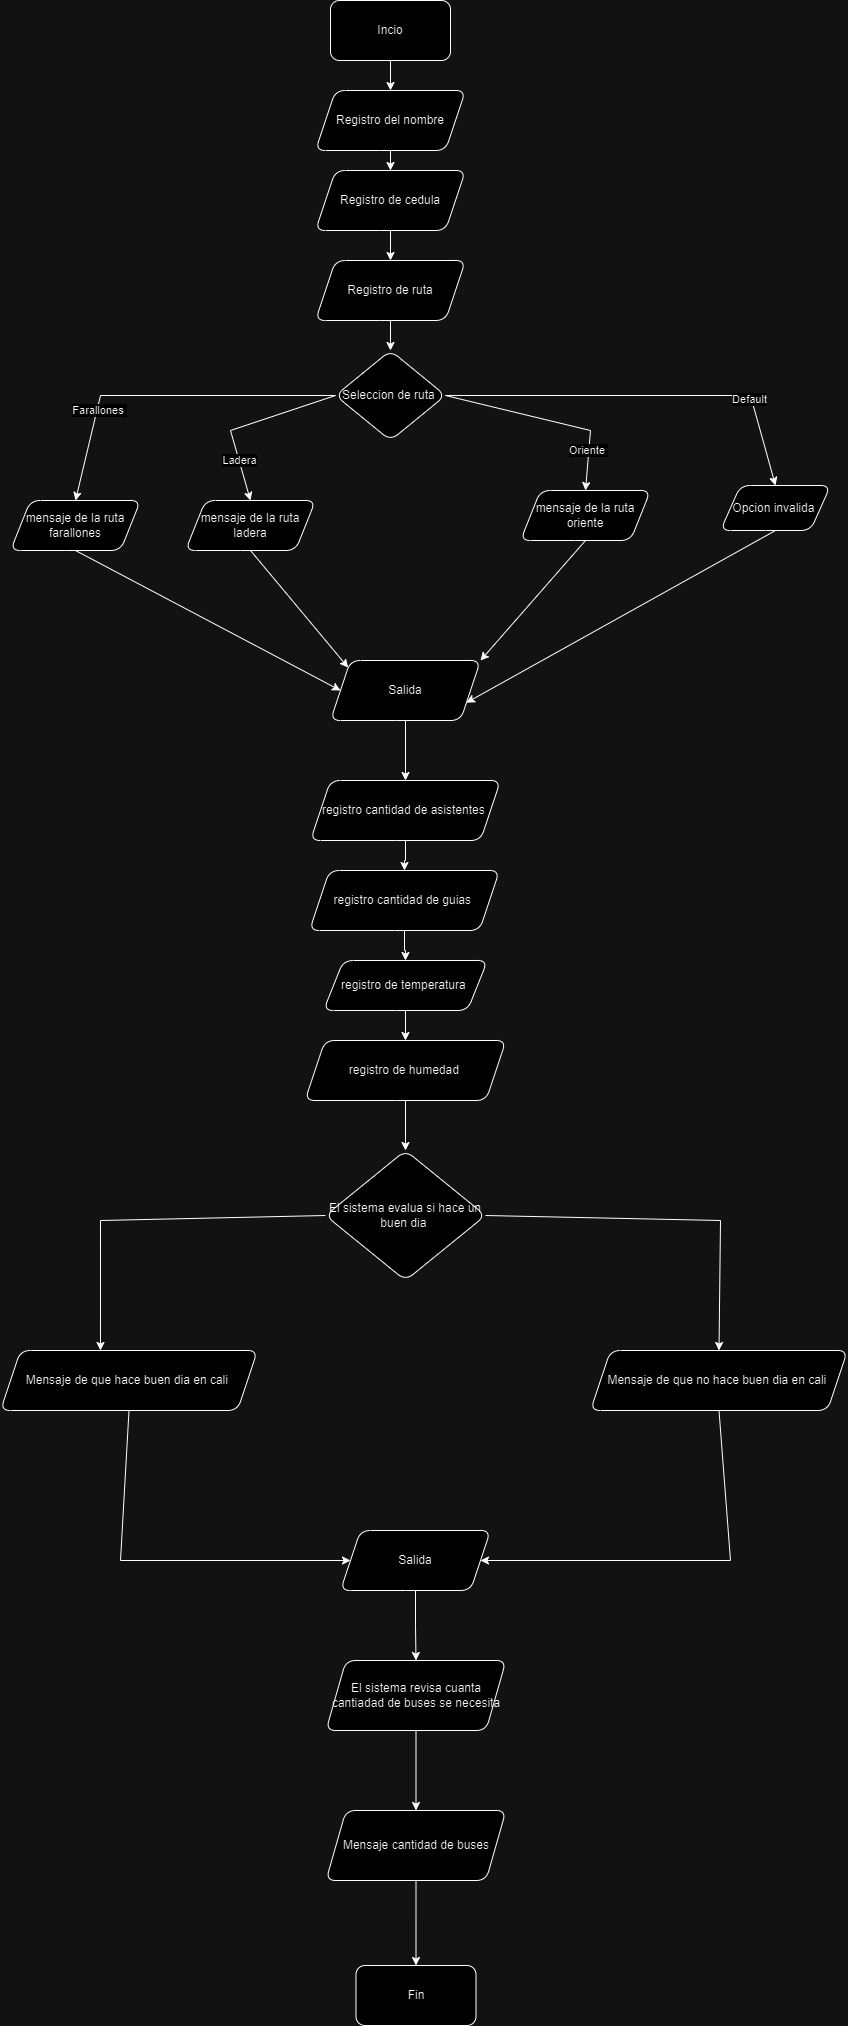 Incio
Registro del nombre
Registro de cedula
Registro de ruta
Seleccion de ruta
Farallones
Ladera
Oriente
Default
mensaje de la ruta
farallones
mensaje de la ruta
ladera
mensaje de la ruta
oriente
Opcion invalida
Salida
registro cantidad de asistentes
registro cantidad de guias
registro de temperatura
registro de humedad
El sistema evalua si hace un
buen dia
Mensaje de que hace buen dia en cali
Mensaje de que no hace buen dia en cali
Salida
El sistema revisa cuanta
cantiadad de buses se necesita
Mensaje cantidad de buses
Fin